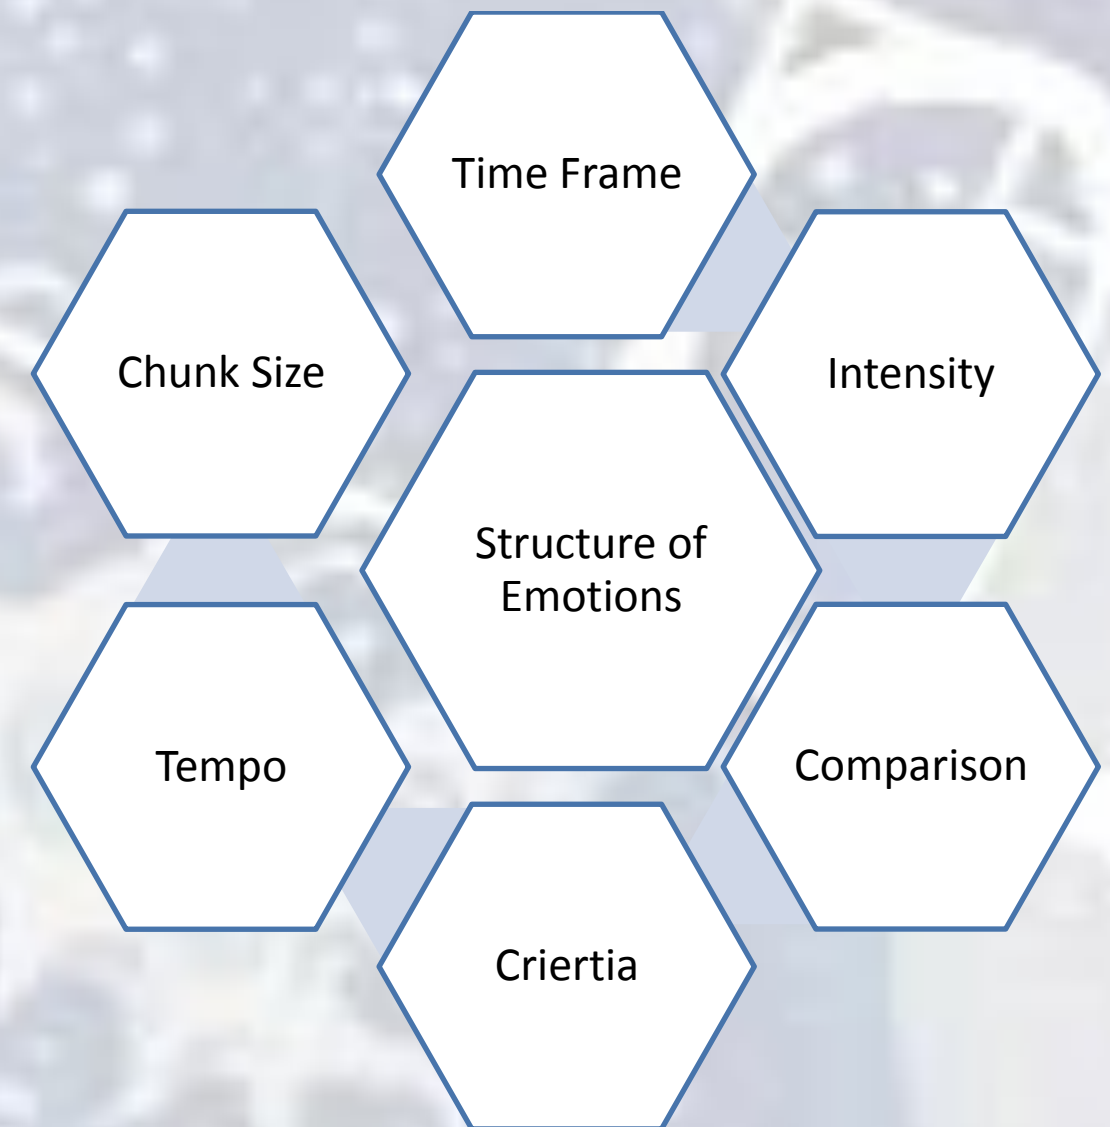 Time Frame
Chunk Size
Intensity
Structure of
Emotions
Tempo
Comparison
Criertia